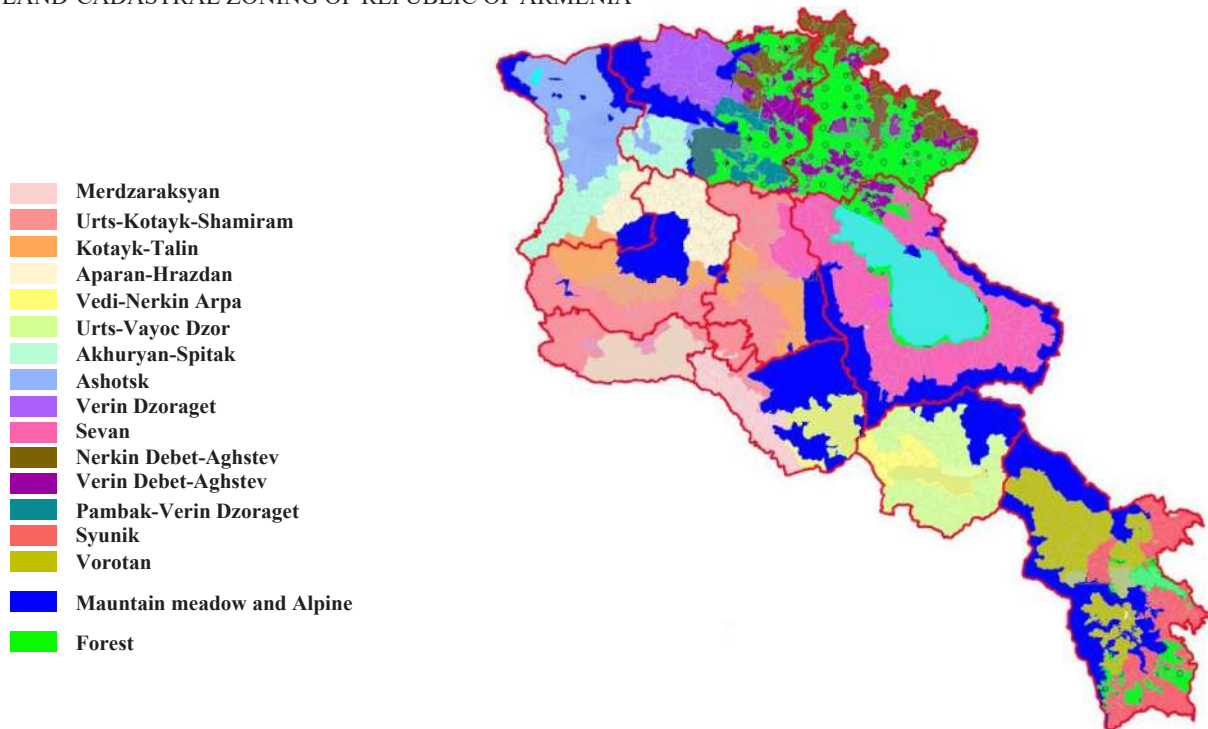 LAND-CADASTRAL ZONING OF REPUBLIC OF ARMENIA
Merdzaraksyan
Urts-Kotayk-Shamiram
Kotayk-Talin
Aparan-Hrazdan
Vedi-Nerkin Arpa
Urts-Vayoc Dzor
Akhuryan-Spitak
Ashotsk
Verin Dzoraget
Sevan
Nerkin Debet-Aghstev
Verin Debet-Aghstev
Pambak-Verin Dzoraget
Syunik
Vorotan
Mauntain meadow and Alpine
Forest